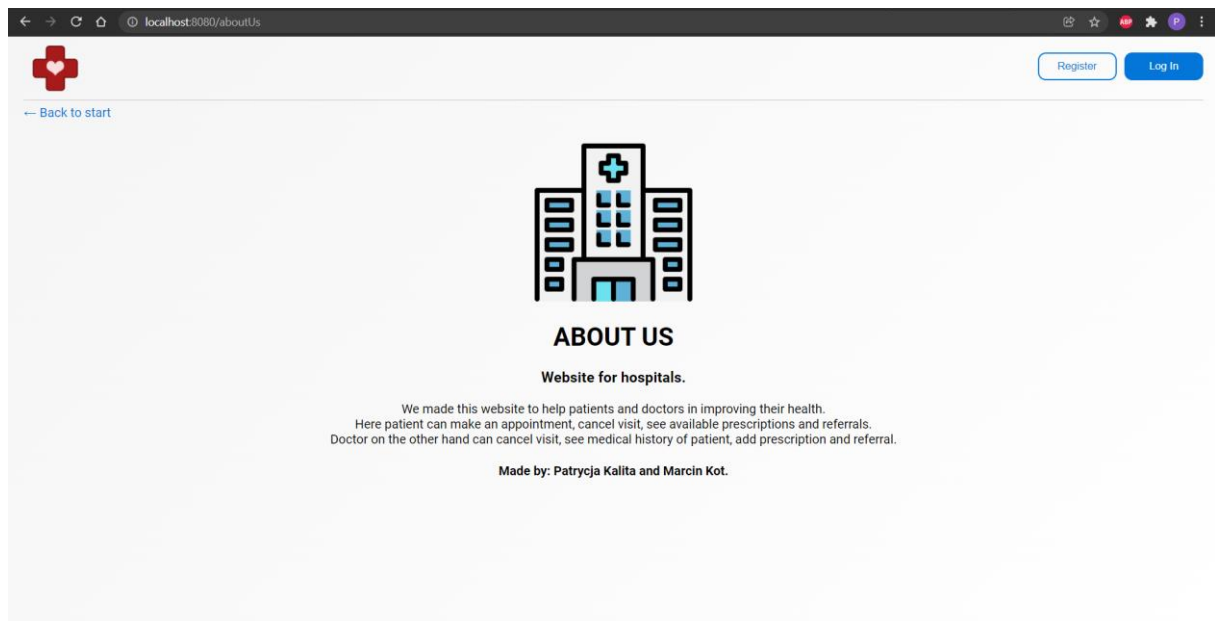 localhost:8080/aboutUs
ABP
P
Register
Log In
← Back to start
ABOUT US
Website for hospitals.
We made this website to help patients and doctors in improving their health.
Here patient can make an appointment, cancel visit, see available prescriptions and referrals.
Doctor on the other hand can cancel visit, see medical history of patient, add prescription and referral.
Made by: Patrycja Kalita and Marcin Kot.